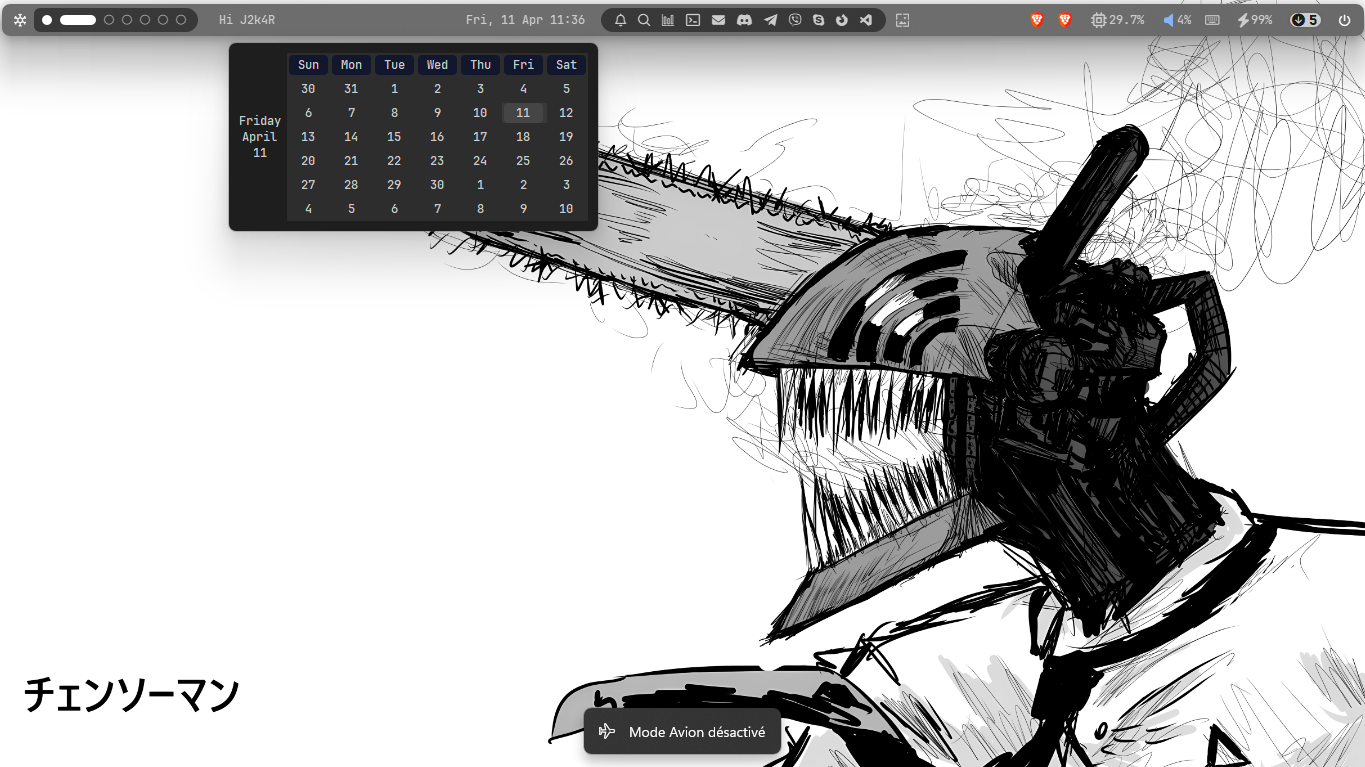 Hi J2k4R
Fri, 11 Apr 11:36
29.7%
4%
99%
5
Sun Mon Tue Wed Thu Fri Sat
30 31 1 2 3 4 5
6 7 8 9 10 11 12
13 14 15 16 17 18 19
20 21 22 23 24 25 26
27 28 29 30 1 2 3
4 5 6 7 8 9 10
Friday
April
11
チェンソーマン
Mode Avion désactivé